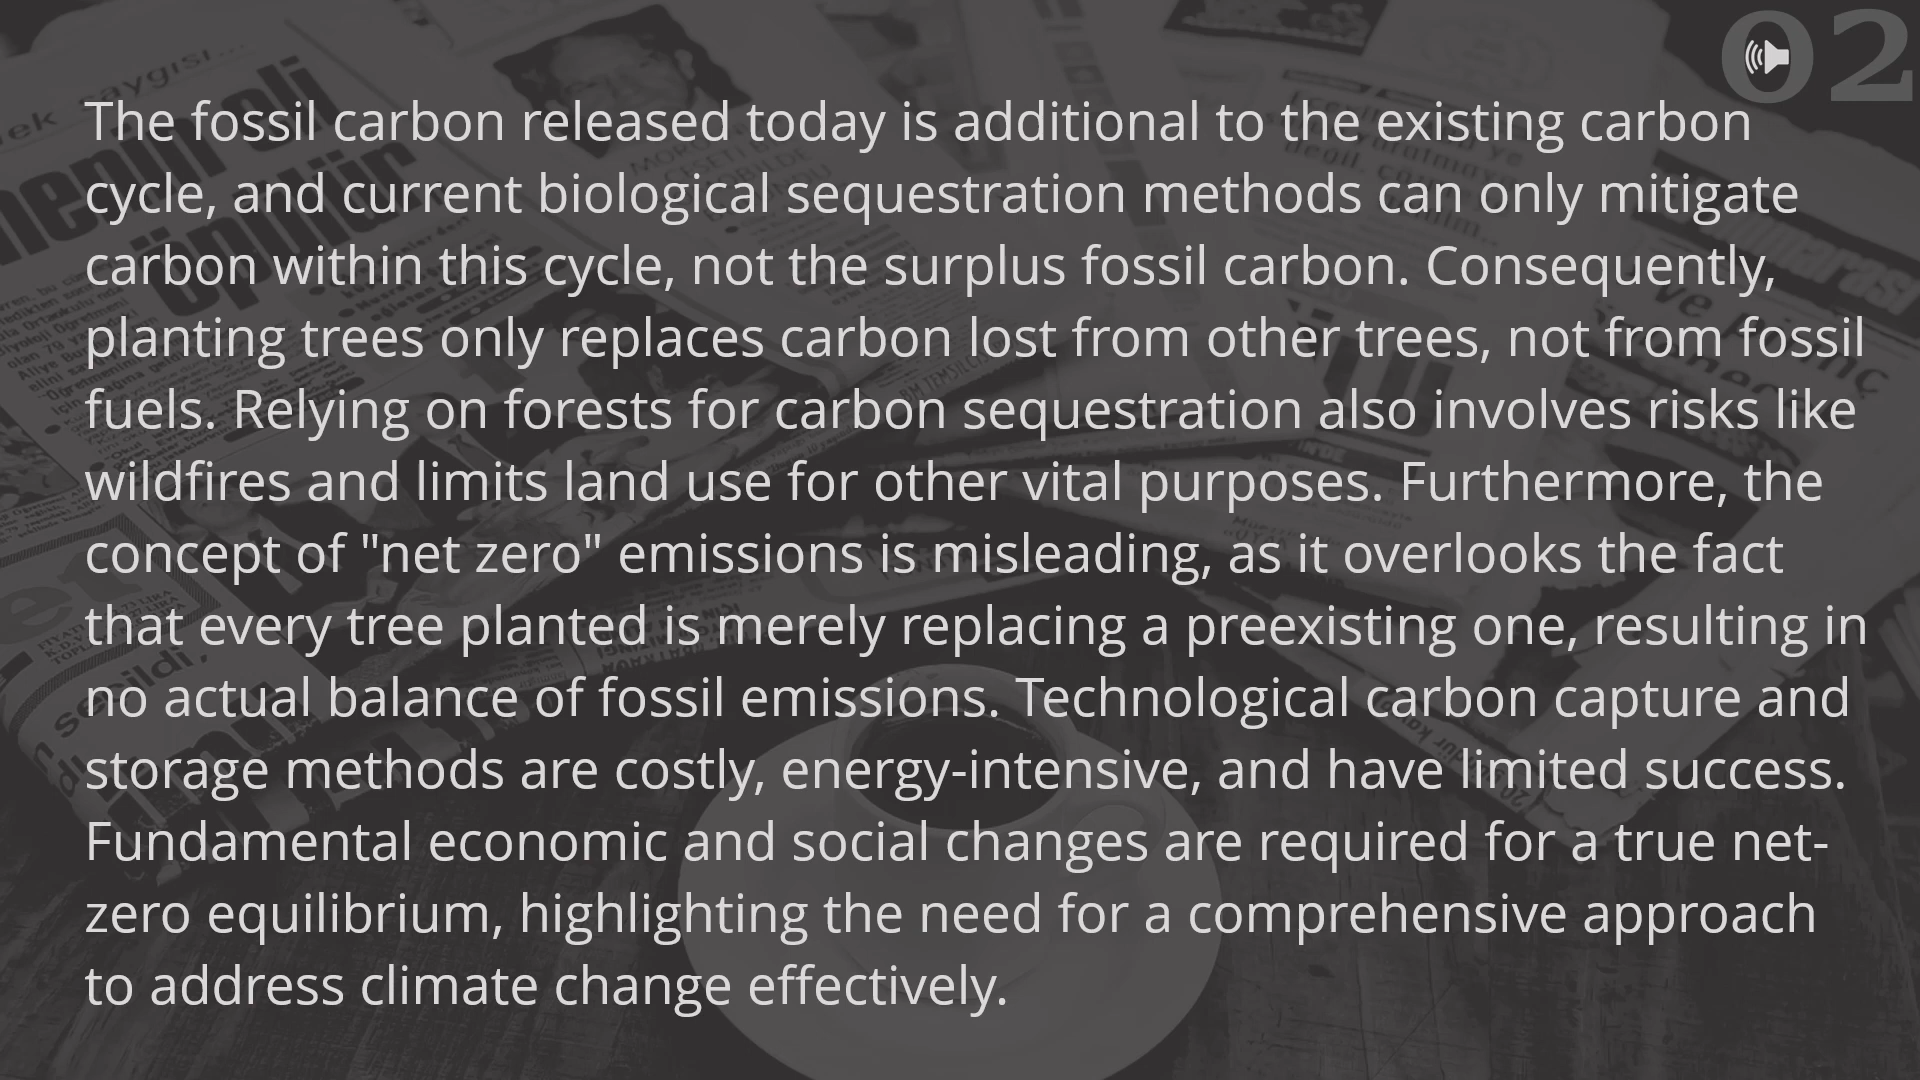 02
The fossil carbon released today is additional to the existing carbon
cycle, and current biological sequestration methods can only mitigate
carbon within this cycle, not the surplus fossil carbon. Consequently,
planting trees only replaces carbon lost from other trees, not from fossil
fuels. Relying on forests for carbon sequestration also involves risks like
wildfires and limits land use for other vital purposes. Furthermore, the
concept of "net zero" emissions is misleading, as it overlooks the fact
that every tree planted is merely replacing a preexisting one, resulting in
no actual balance of fossil emissions. Technological carbon capture and
storage methods are costly, energy-intensive, and have limited success.
Fundamental economic and social changes are required for a true net-
zero equilibrium, highlighting the need for a comprehensive approach
to address climate change effectively.